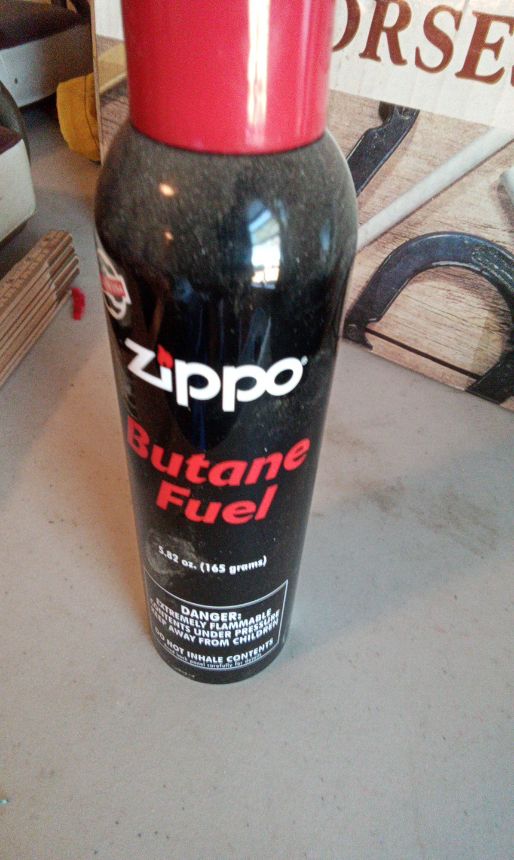 ORSE
zippo
Butane
Fuel
5.82 oz. (165 grams)
DANGER:
EXTREMELY FLAMMABLE
CONTENTS UNDER PRESSURE
KEEP AWAY FROM CHILDREN
DO NOT INHALE CONTENTS